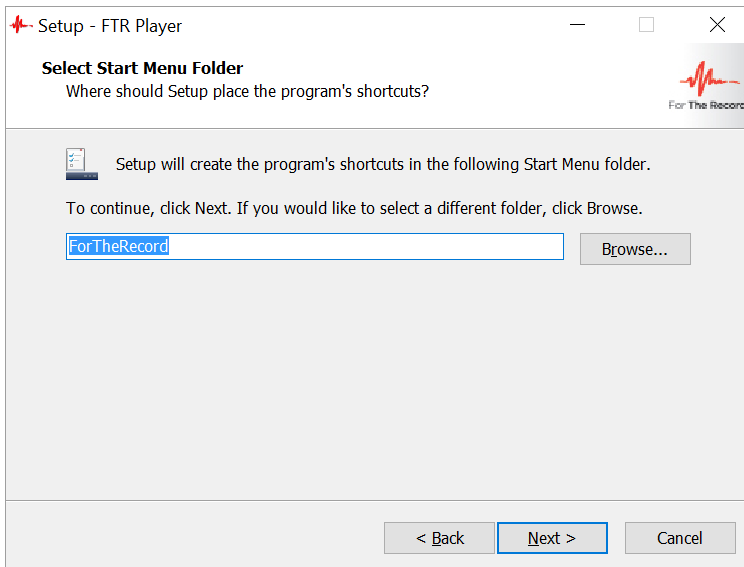 Setup - FTR Player
Select Start Menu Folder
Where should Setup place the program's shortcuts?
For The Record
Setup will create the program's shortcuts in the following Start Menu folder.
To continue, click Next. If you would like to select a different folder, click Browse.
ForTheRecord
Browse...
< Back
Next >
Cancel